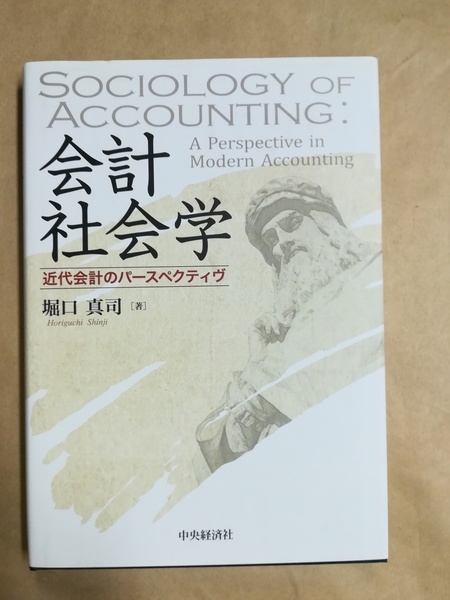 SOCIOLOGY OF
ACCOUNTING:
A Perspective in
Modern Accounting
会計
社会学
近代会計のパースペクティヴ
堀口 真司 [著]
Horiguchi Shinji
中央経済社